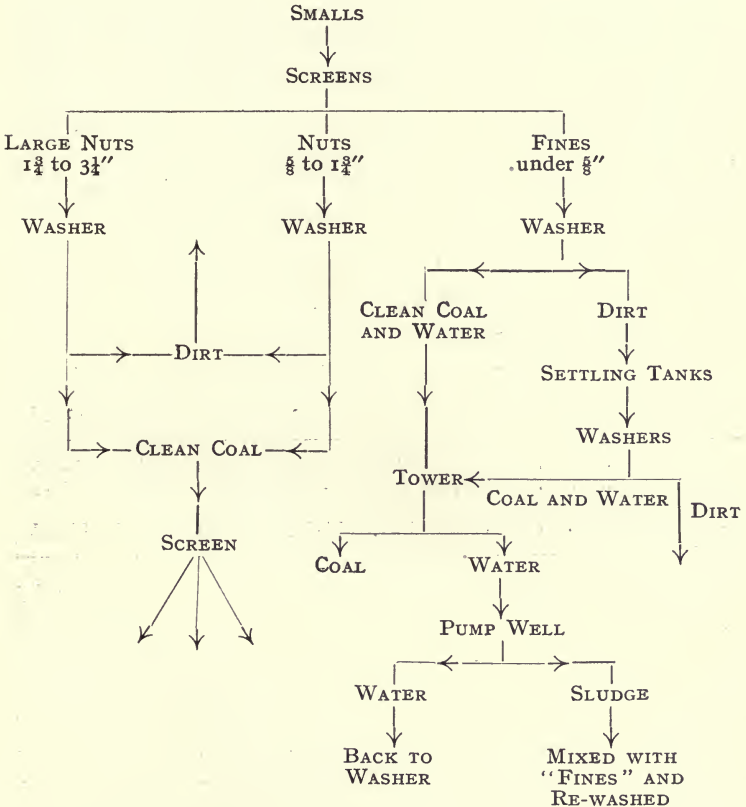 SMALLS
SCREENS
LARGE NUTS
1¾ to 3¼"
NUTS
⅝ to 1¾"
FINES
under ⅝"
WASHER
WASHER
WASHER
CLEAN COAL
AND WATER
DIRT
DIRT
SETTLING TANKS
WASHERS
CLEAN COAL
TOWER
COAL AND WATER
DIRT
SCREEN
COAL
WATER
PUMP WELL
WATER
SLUDGE
BACK TO
WASHER
MIXED WITH
"FINES" AND
RE-WASHED